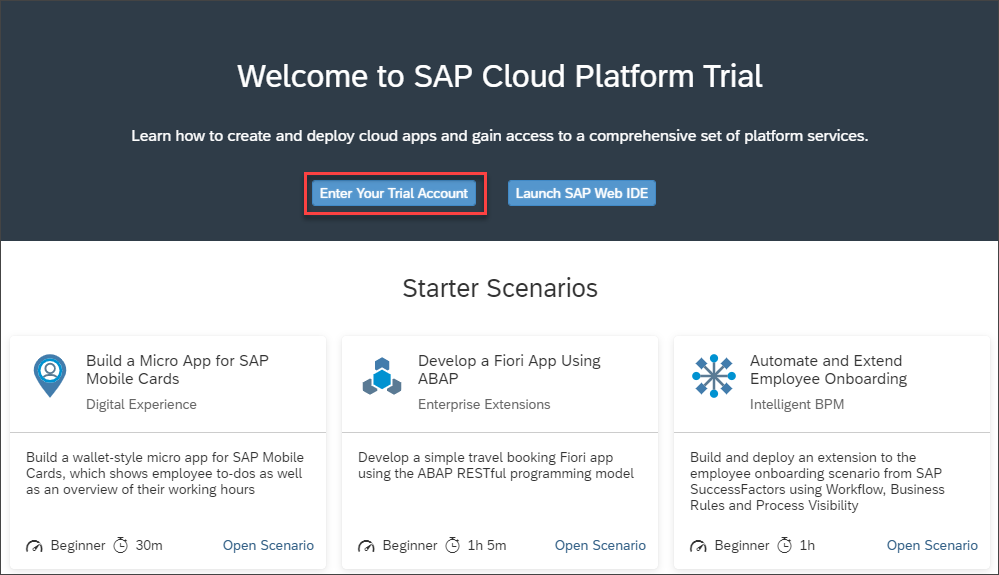 Welcome to SAP Cloud Platform Trial
Learn how to create and deploy cloud apps and gain access to a comprehensive set of platform services.
Enter Your Trial Account
Launch SAP Web IDE
Starter Scenarios
Build a Micro App for SAP
Mobile Cards
Digital Experience
Build a wallet-style micro app for SAP Mobile
Cards, which shows employee to-dos as well
as an overview of their working hours
Beginner 30m Open Scenario
Develop a Fiori App Using
ABAP
Enterprise Extensions
Develop a simple travel booking Fiori app
using the ABAP RESTful programming model
Beginner 1h 5m Open Scenario
Automate and Extend
Employee Onboarding
Intelligent BPM
Build and deploy an extension to the
employee onboarding scenario from SAP
SuccessFactors using Workflow, Business
Rules and Process Visibility
Beginner 1h Open Scenario